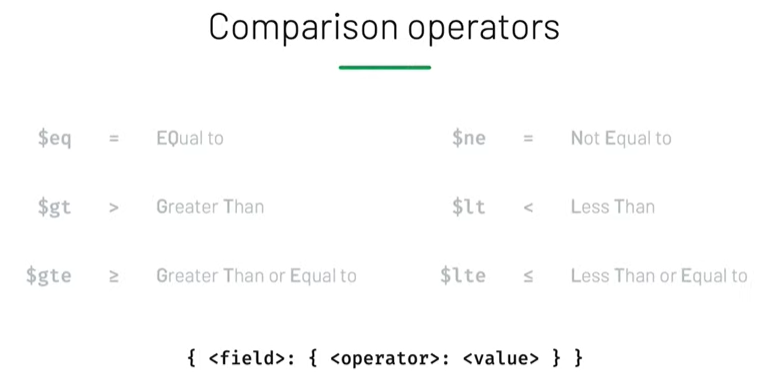 Comparison operators
$eq = EQual to $ne = Not Equal to
$gt > Greater Than $lt < Less Than
$gte ≥ Greater Than or Equal to $lte ≤ Less Than or Equal to
{ <field>: { <operator>: <value> } }